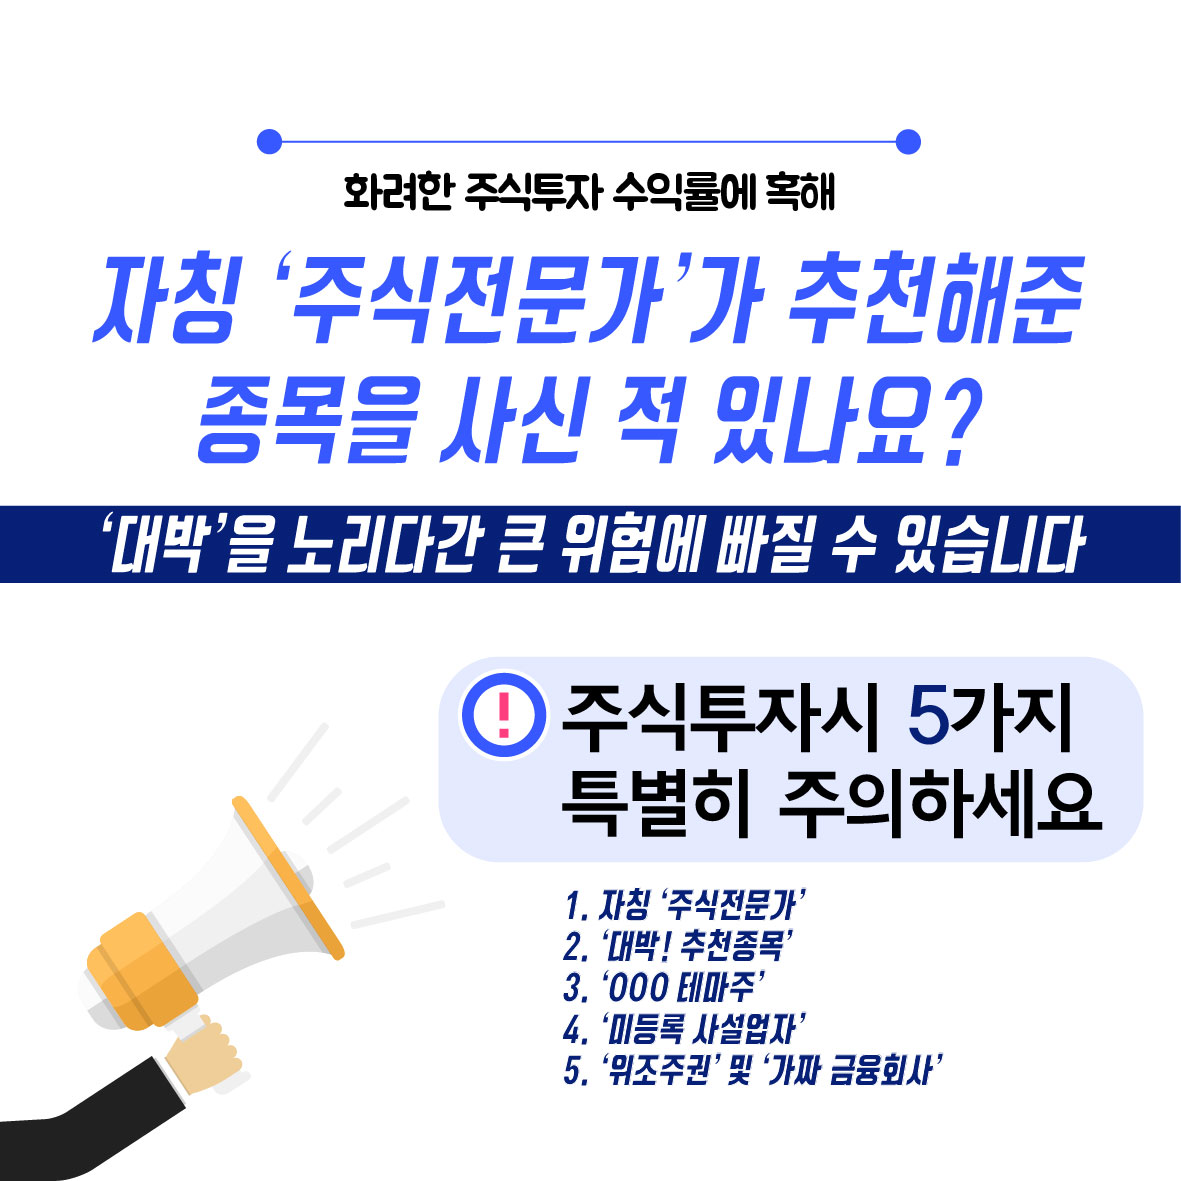 화려한 주식투자 수익률에 혹해
자칭 ‘주식전문가’가 추천해준
종목을 사신 적 있나요?
‘대박’을 노리다간 큰 위험에 빠질 수 있습니다
! 주식투자시 5가지
특별히 주의하세요
1. 자칭 ‘주식전문가’
2. ‘대박! 추천종목’
3. ‘OOO 테마주’
4. ‘미등록 사설업자’
5. ‘위조주권’ 및 ‘가짜 금융회사’